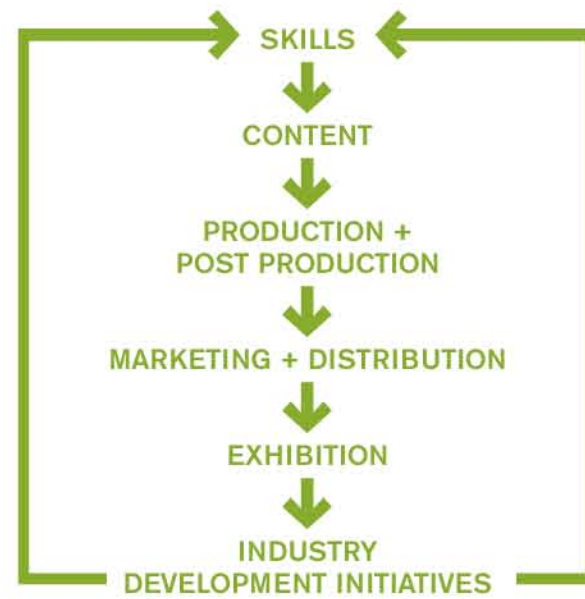 SKILLS
CONTENT
PRODUCTION +
POST PRODUCTION
MARKETING + DISTRIBUTION
EXHIBITION
INDUSTRY
DEVELOPMENT INITIATIVES